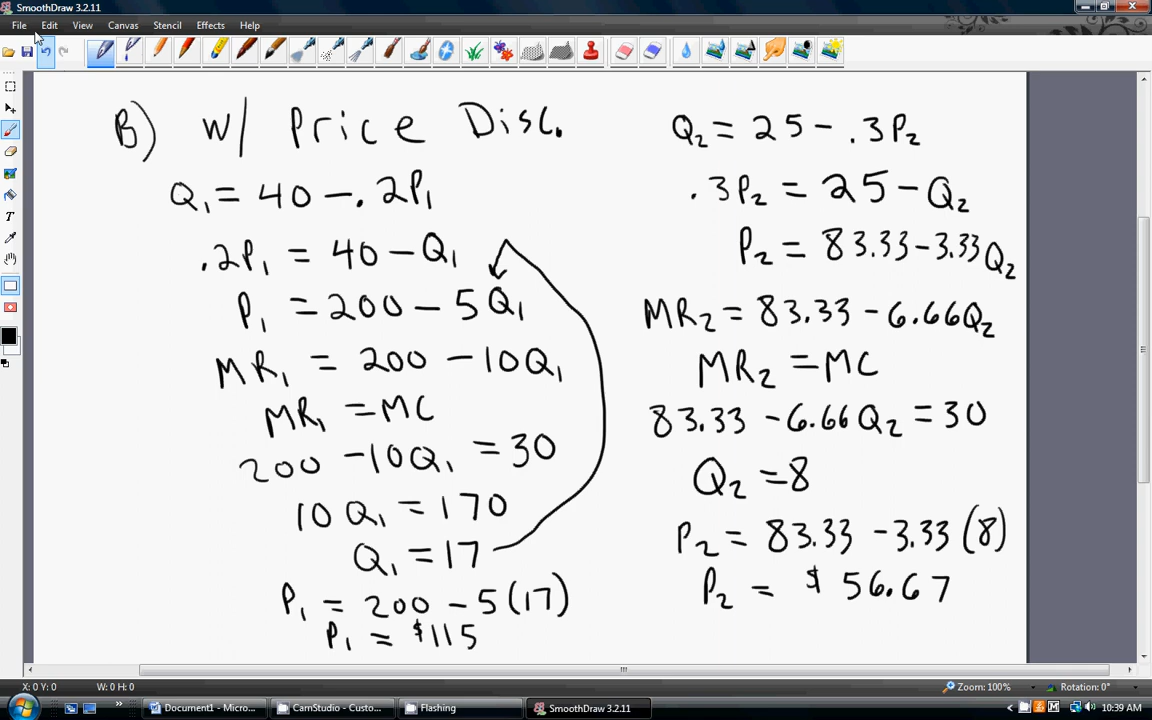 SmoothDraw 3.2.11
File Edit View Canvas Stencil Effects Help
B) w/ Price Disc.
Q₁ = 40 - .2P₁
.2P₁ = 40 - Q₁
P₁ = 200 - 5Q₁
MR₁ = 200 - 10Q₁
MR₁ = MC
200 - 10Q₁ = 30
10Q₁ = 170
Q₁ = 17
P₁ = 200 - 5(17)
P₁ = $115
Q₂ = 25 - .3P₂
.3P₂ = 25 - Q₂
P₂ = 83.33 - 3.33Q₂
MR₂ = 83.33 - 6.66Q₂
MR₂ = MC
83.33 - 6.66Q₂ = 30
Q₂ = 8
P₂ = 83.33 - 3.33(8)
P₂ = $56.67
X: 0 Y: 0 W: 0 H: 0 Zoom: 100% Rotation: 0°
Document1 - Micro... CamStudio - Custo... Flashing SmoothDraw 3.2.11 10:39 AM